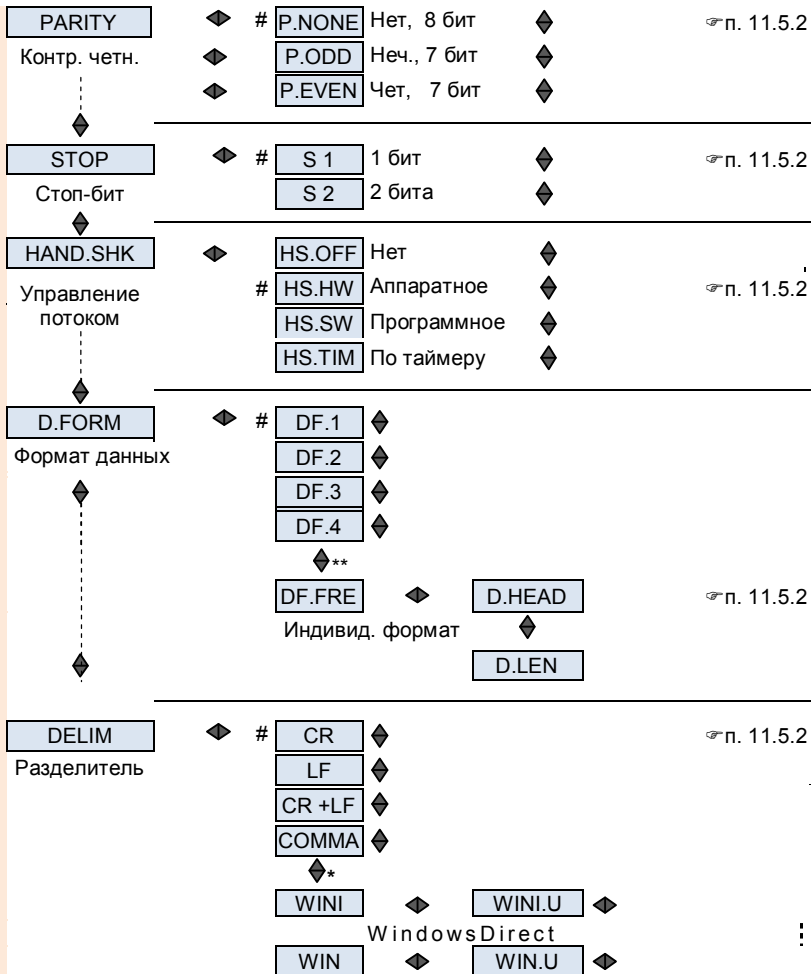 PARITY # P.NONE Нет, 8 бит ☞п. 11.5.2
Контр. четн. P.ODD Неч., 7 бит
P.EVEN Чет, 7 бит
STOP # S 1 1 бит ☞п. 11.5.2
Стоп-бит S 2 2 бита
HAND.SHK HS.OFF Нет
Управление # HS.HW Аппаратное ☞п. 11.5.2
потоком HS.SW Программное
HS.TIM По таймеру
D.FORM # DF.1
Формат данных DF.2
DF.3
DF.4
**
DF.FRE D.HEAD ☞п. 11.5.2
Индивид. формат
D.LEN
DELIM # CR ☞п. 11.5.2
Разделитель LF
CR +LF
COMMA
*
WINI WINI.U
WindowsDirect
WIN WIN.U